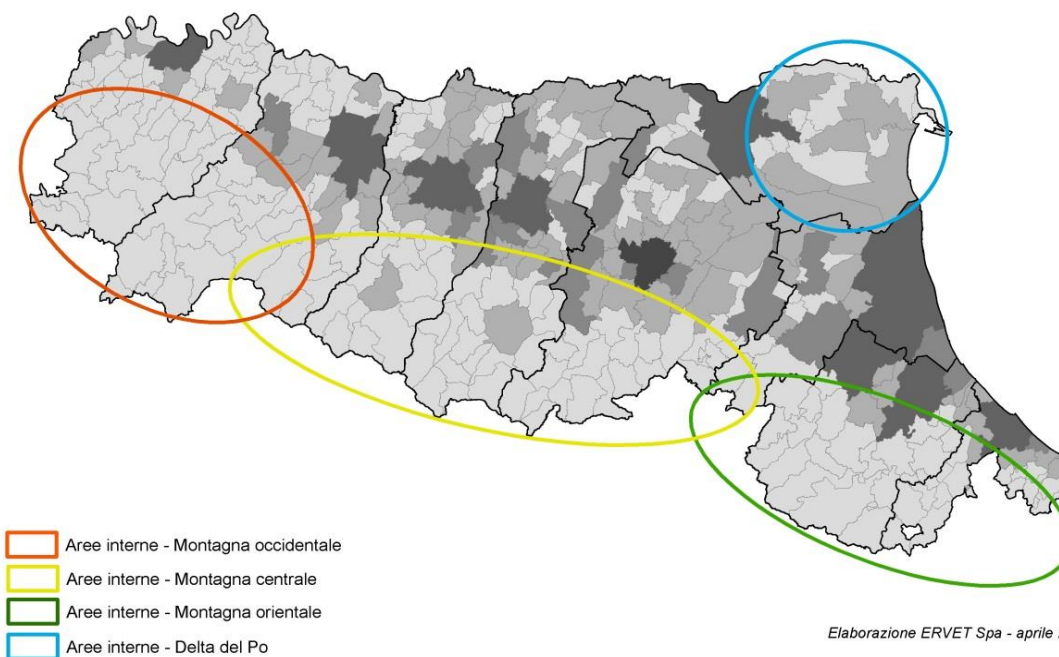 Aree interne - Montagna occidentale
Aree interne - Montagna centrale
Aree interne - Montagna orientale
Aree interne - Delta del Po
Elaborazione ERVET Spa - aprile